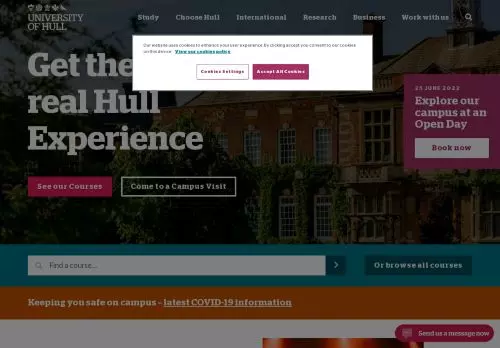 UNIVERSITY
OF HULL
Study
Choose Hull
International
Research
Business
Work with us
Our website uses cookies to enhance your user experience. By clicking accept you consent to our cookies
on this device. View our cookies policy
Cookies Settings
Accept All Cookies
Get the
real Hull
Experience
See our Courses
Come to a Campus Visit
25 JUNE 2022
Explore our
campus at an
Open Day
Book now
Find a course...
Or browse all courses
Keeping you safe on campus – latest COVID-19 information
Send us a message now